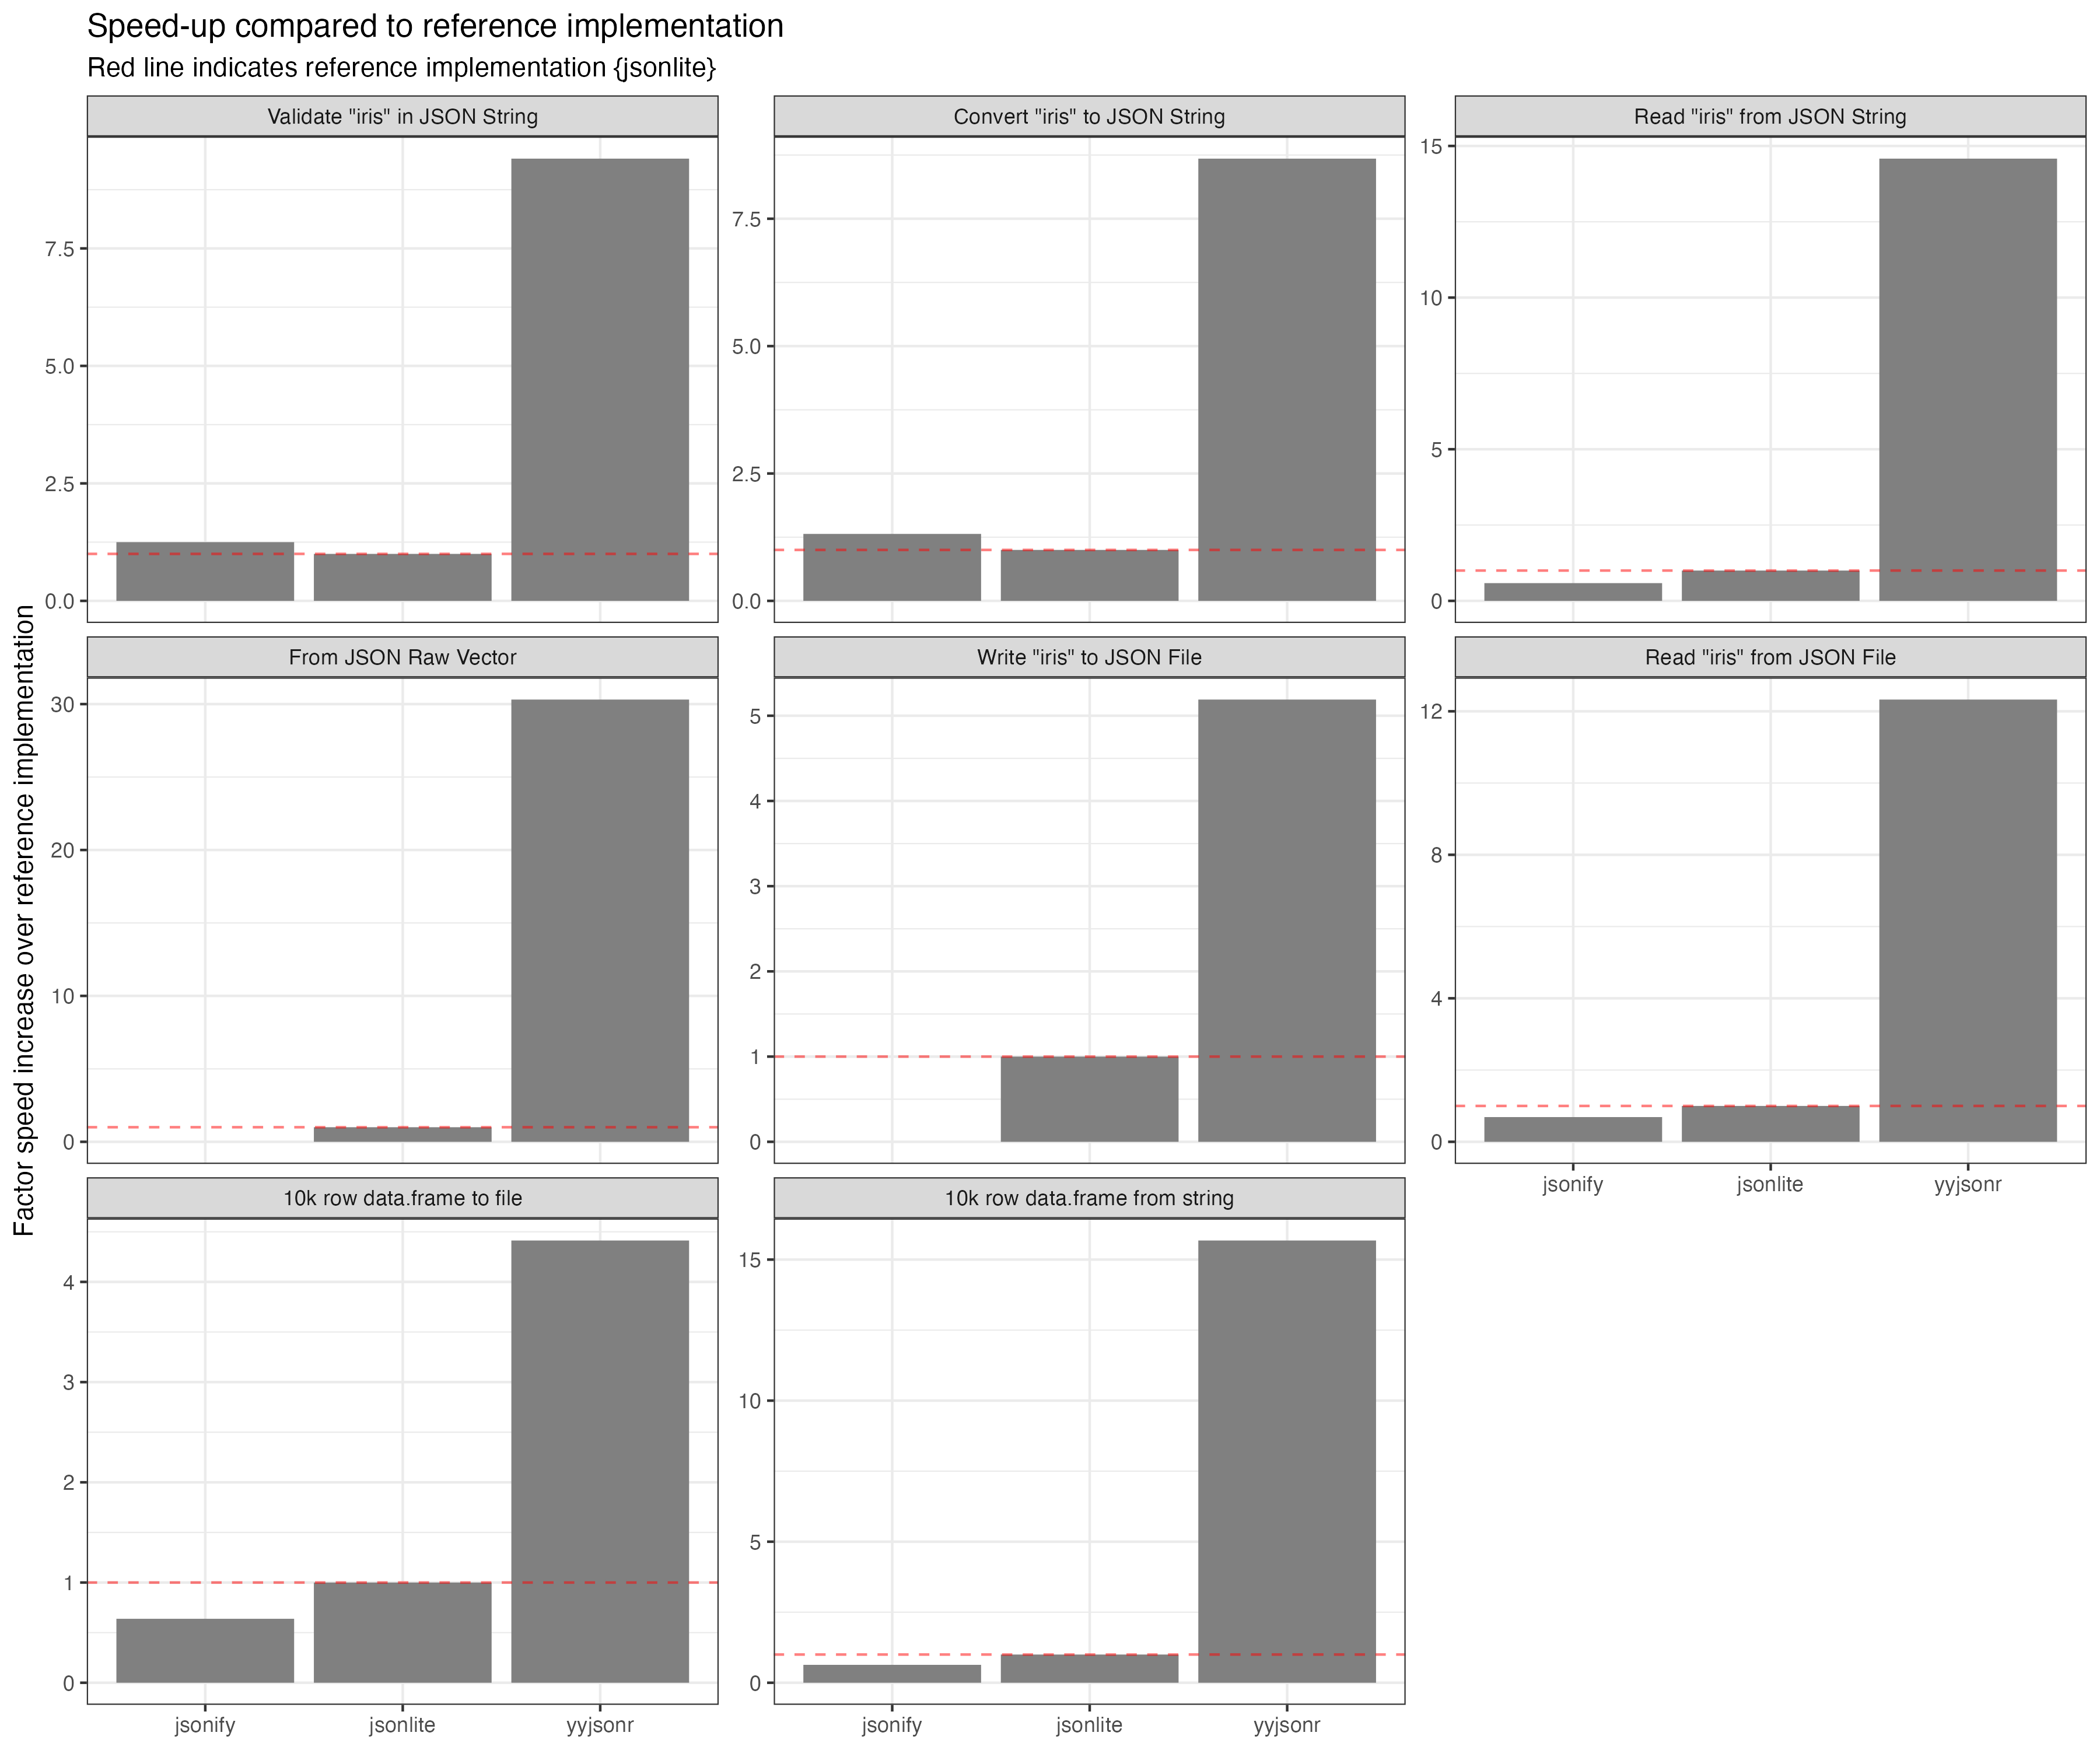 Speed-up compared to reference implementation
Red line indicates reference implementation {jsonlite}
Factor speed increase over reference implementation
Validate "iris" in JSON String
7.5
5.0
2.5
0.0
Convert "iris" to JSON String
7.5
5.0
2.5
0.0
Read "iris" from JSON String
15
10
5
0
From JSON Raw Vector
30
20
10
0
Write "iris" to JSON File
5
4
3
2
1
0
Read "iris" from JSON File
12
8
4
0
jsonify jsonlite yyjsonr
10k row data.frame to file
4
3
2
1
0
jsonify jsonlite yyjsonr
10k row data.frame from string
15
10
5
0
jsonify jsonlite yyjsonr